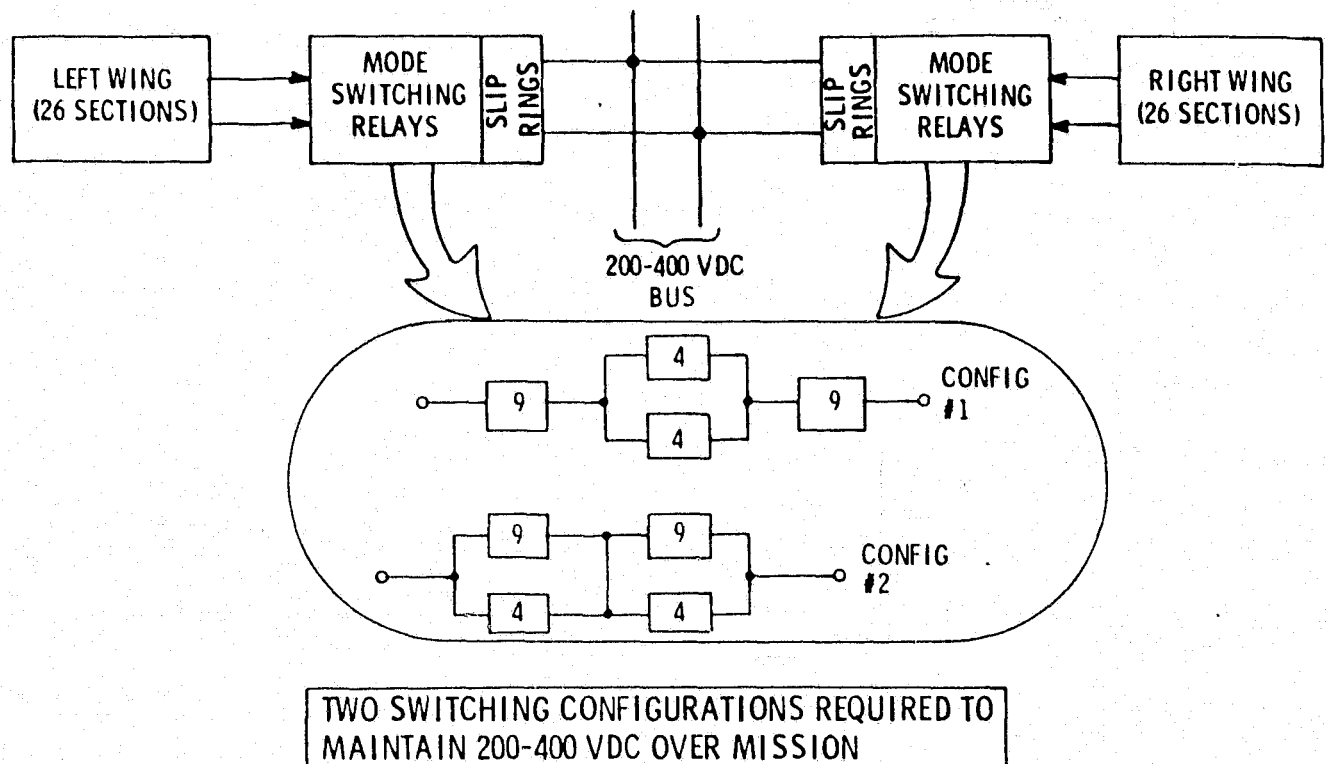 LEFT WING
(26 SECTIONS)
MODE
SWITCHING
RELAYS
SLIP
RINGS
SLIP
RINGS
MODE
SWITCHING
RELAYS
RIGHT WING
(26 SECTIONS)
200-400 VDC
BUS
4
9
9
4
CONFIG
#1
9
9
4
4
CONFIG
#2
TWO SWITCHING CONFIGURATIONS REQUIRED TO
MAINTAIN 200-400 VDC OVER MISSION